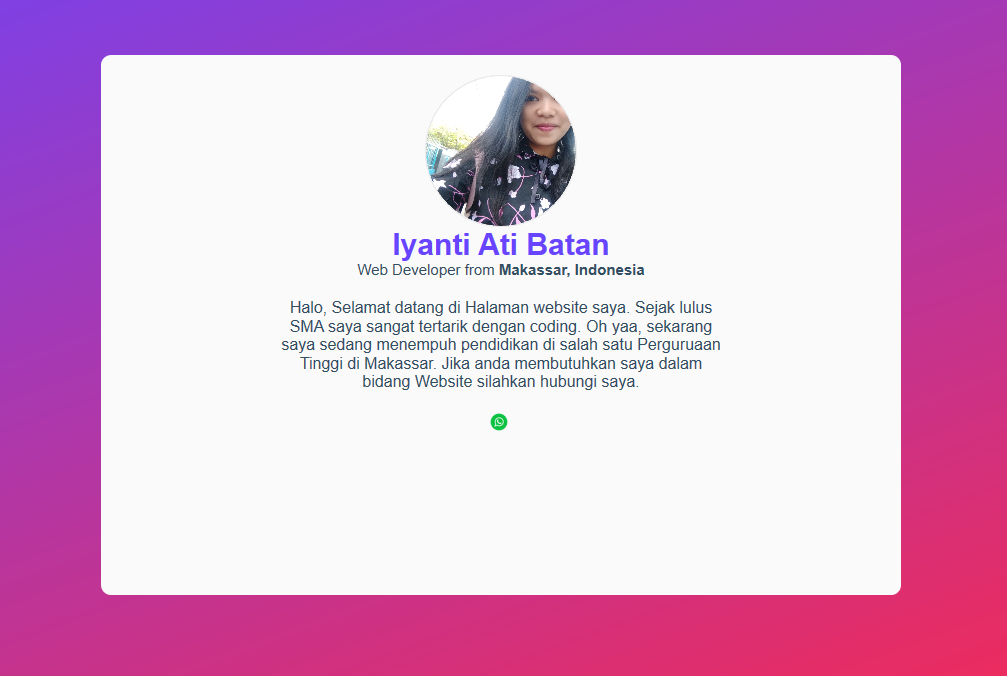 Iyanti Ati Batan
Web Developer from Makassar, Indonesia
Halo, Selamat datang di Halaman website saya. Sejak lulus
SMA saya sangat tertarik dengan coding. Oh yaa, sekarang
saya sedang menempuh pendidikan di salah satu Perguruaan
Tinggi di Makassar. Jika anda membutuhkan saya dalam
bidang Website silahkan hubungi saya.